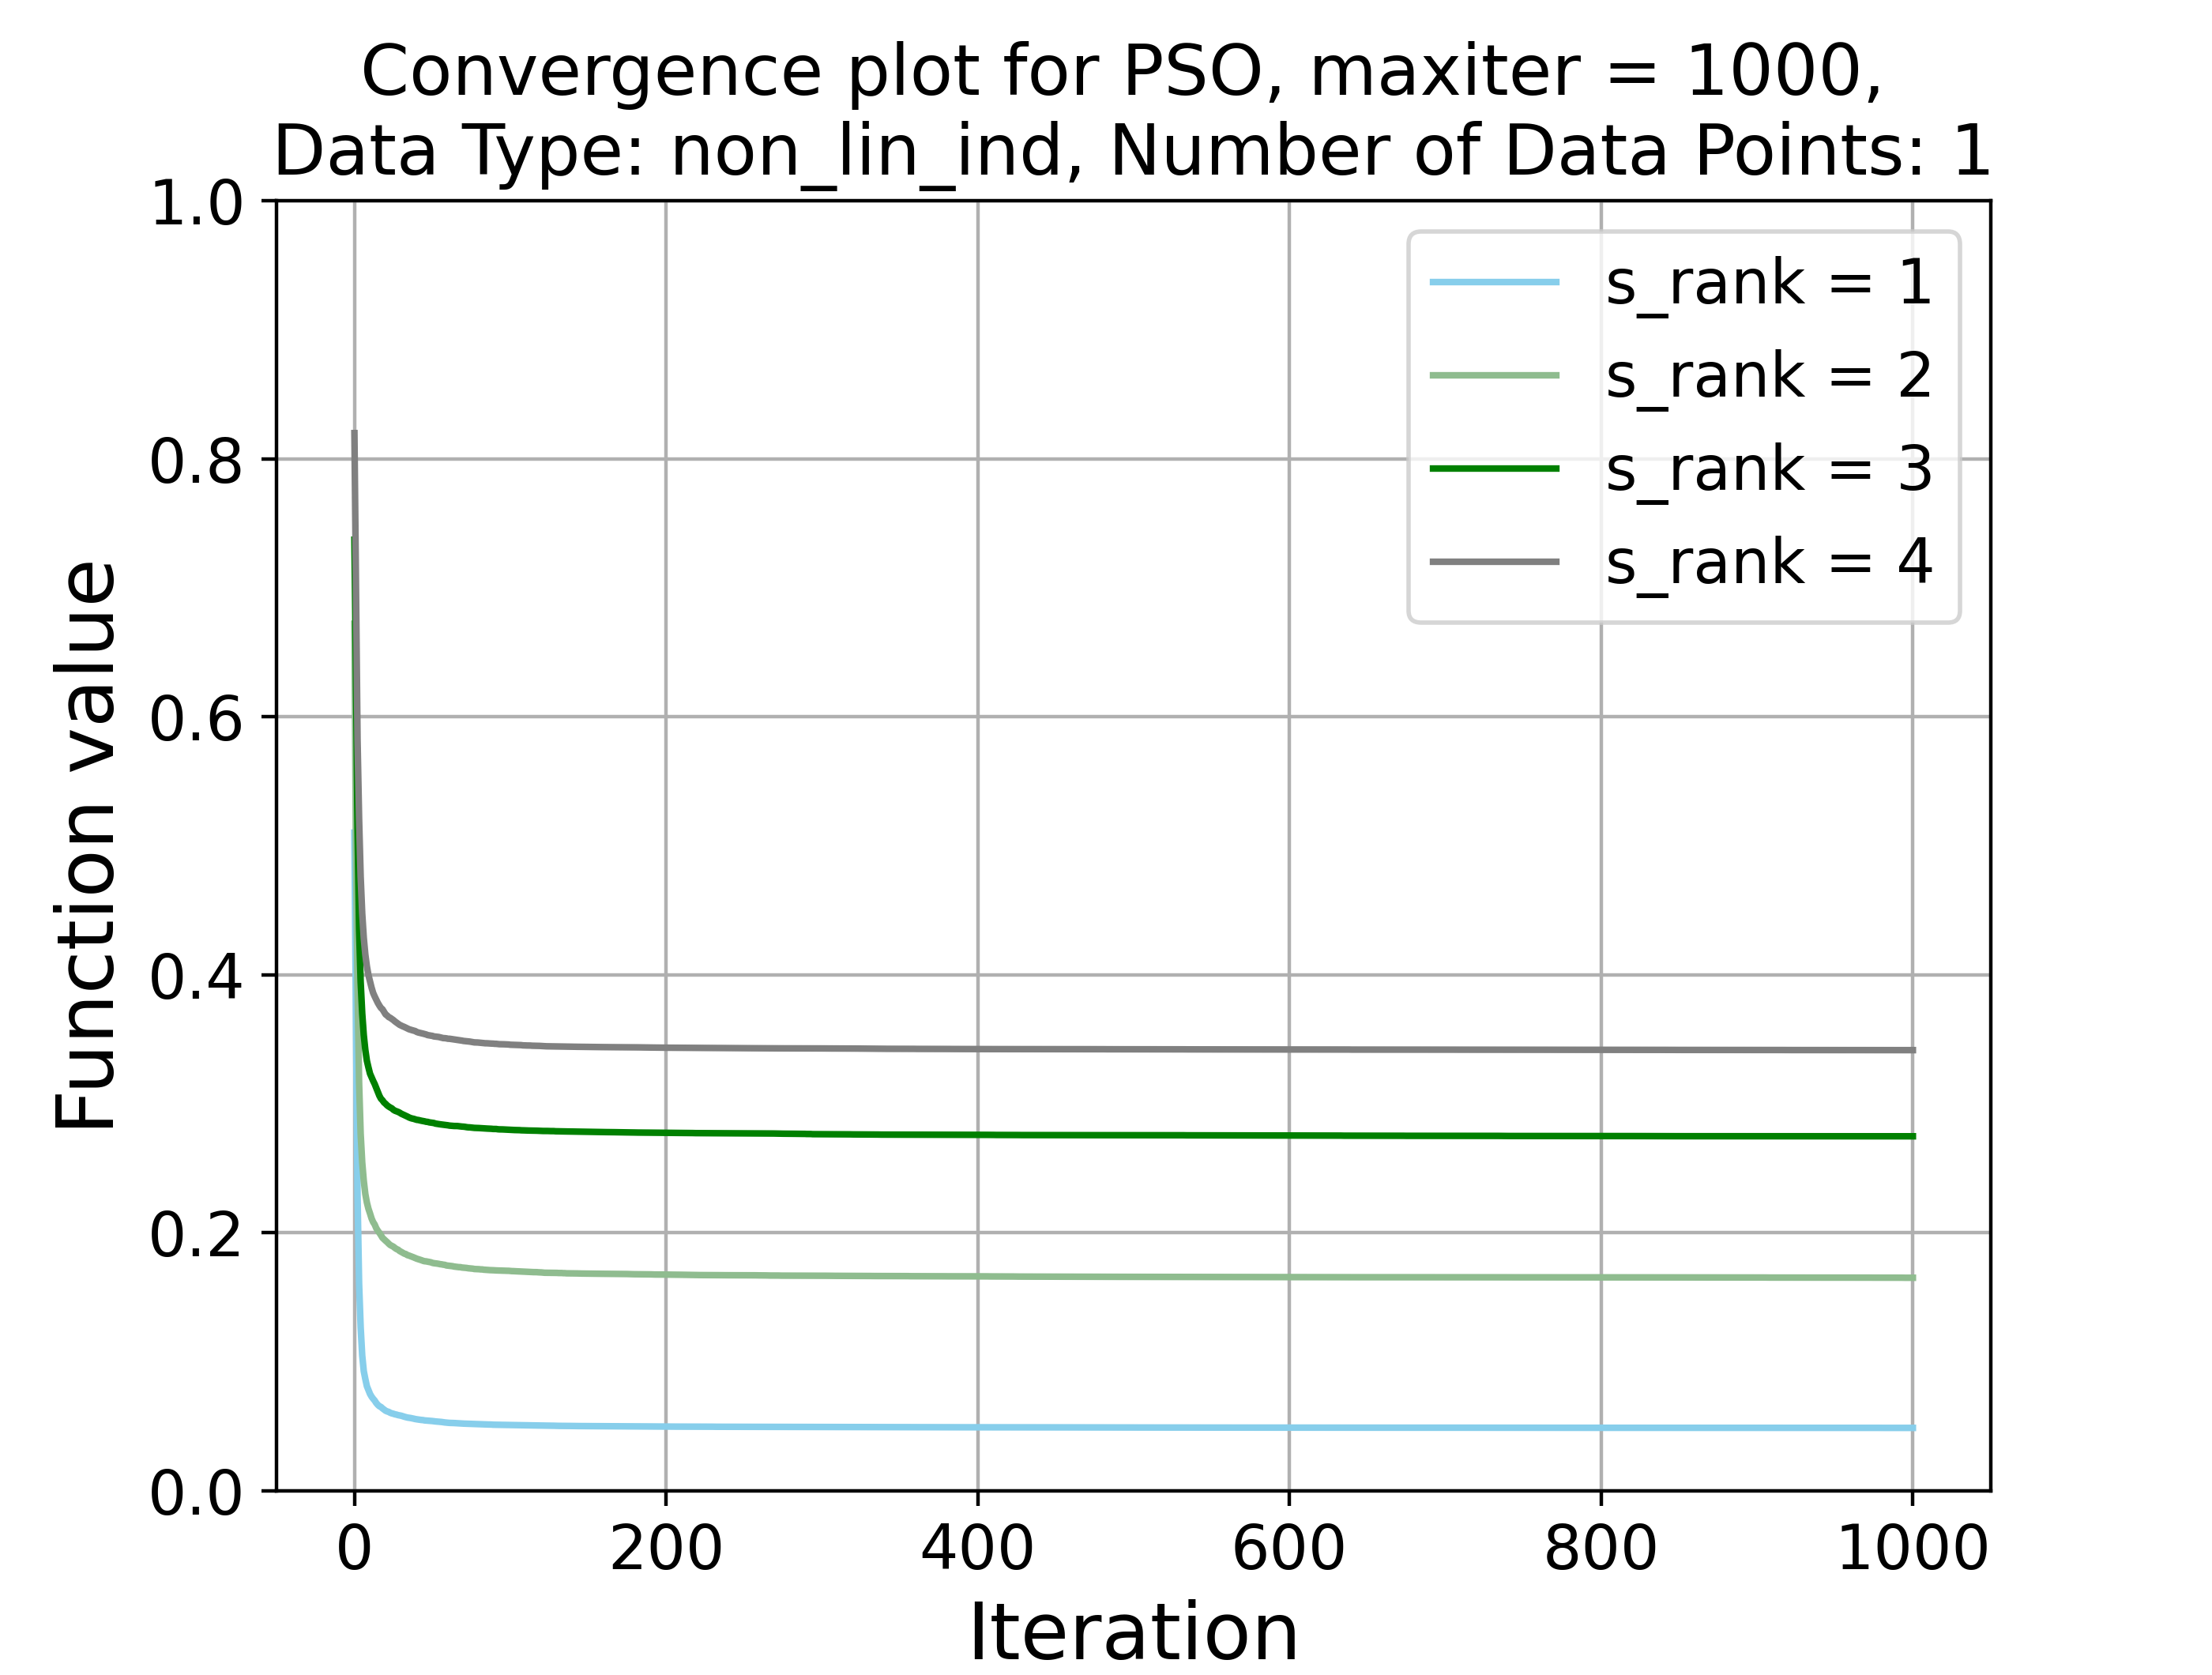 Convergence plot for PSO, maxiter = 1000,
Data Type: non_lin_ind, Number of Data Points: 1
1.0
0.8
0.6
0.4
0.2
0.0
Function value
s_rank = 1
s_rank = 2
s_rank = 3
s_rank = 4
0 200 400 600 800 1000
Iteration